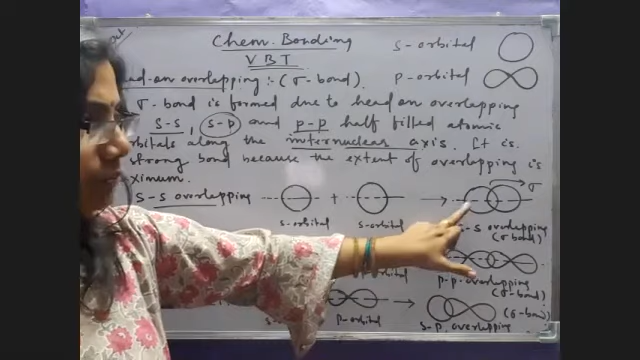 Chem. Bonding
VBT
s-orbital
p-orbital
Head-on overlapping :- (σ-bond).
σ-bond is formed due to head on overlapping
s-s, s-p and p-p half filled atomic
orbitals along the internuclear axis. It is
strong bond because the extent of overlapping is
ximum.
s-s overlapping + → σ
s-orbital s-orbital s-s overlapping
(σ bond)
orbital p-p-overlapping
(σ-bond)
→ (σ-bond)
p-orbital s-p overlapping